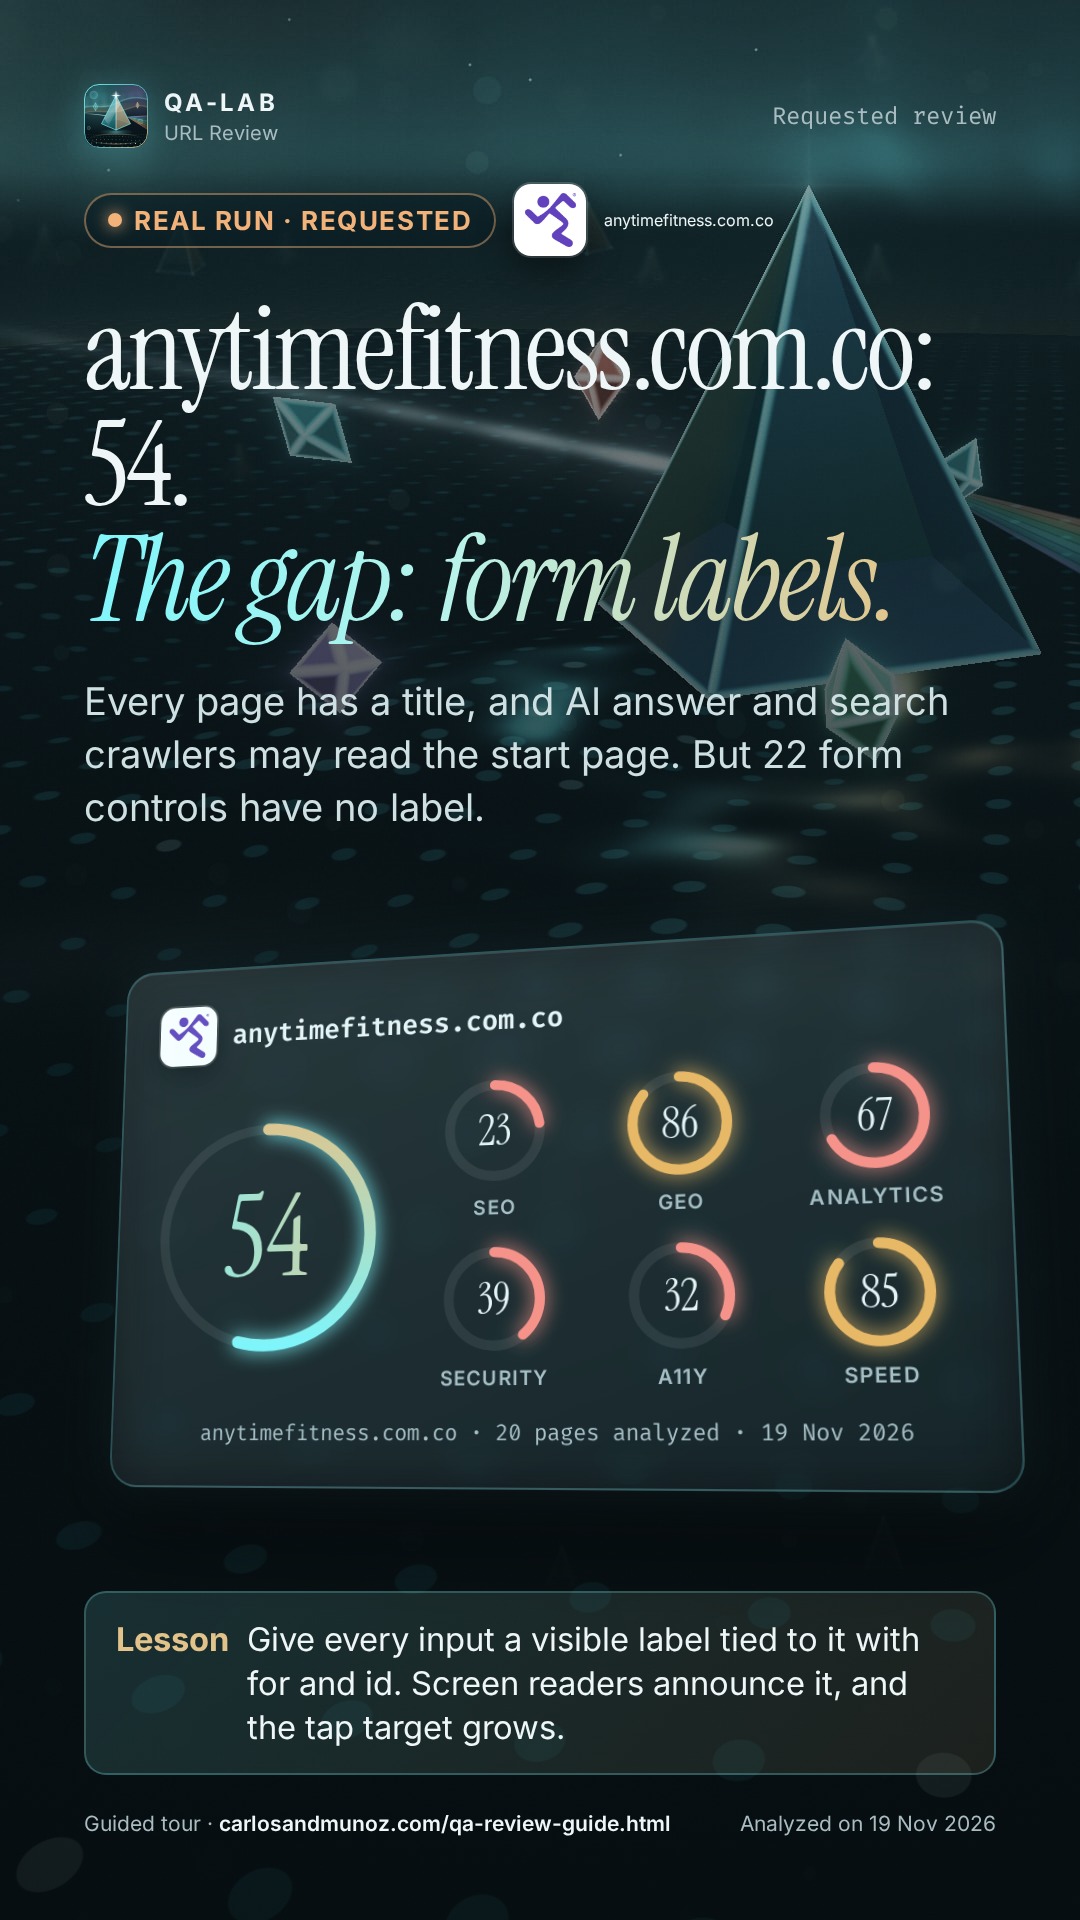 QA-LAB
URL Review
Requested review
REAL RUN · REQUESTED
anytimefitness.com.co
anytimefitness.com.co:
54.
The gap: form labels.
Every page has a title, and AI answer and search
crawlers may read the start page. But 22 form
controls have no label.
anytimefitness.com.co
54
23
SEO
86
GEO
67
ANALYTICS
39
SECURITY
32
A11Y
85
SPEED
anytimefitness.com.co · 20 pages analyzed · 19 Nov 2026
Lesson Give every input a visible label tied to it with
for and id. Screen readers announce it, and
the tap target grows.
Guided tour · carlosandmunoz.com/qa-review-guide.html
Analyzed on 19 Nov 2026